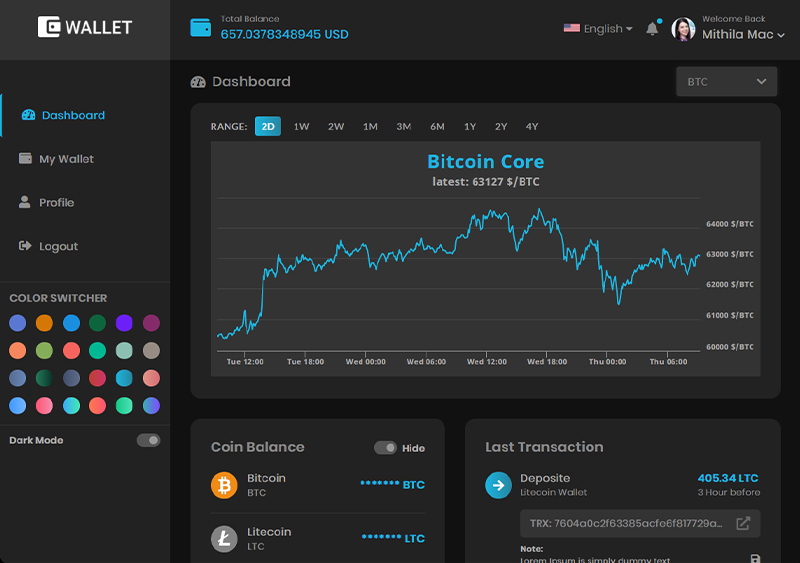 WALLET
Total Balance
657.0378348945 USD
English
Welcome Back
Mithila Mac
Dashboard
My Wallet
Profile
Logout
COLOR SWITCHER
Dark Mode
Dashboard
BTC
RANGE: 2D 1W 2W 1M 3M 6M 1Y 2Y 4Y
Bitcoin Core
latest: 63127 $/BTC
64000 $/BTC
63000 $/BTC
62000 $/BTC
61000 $/BTC
60000 $/BTC
Tue 12:00 Tue 18:00 Wed 00:00 Wed 06:00 Wed 12:00 Wed 18:00 Thu 00:00 Thu 06:00
Coin Balance
Hide
Bitcoin
BTC
******* BTC
Litecoin
LTC
******* LTC
Last Transaction
Deposite
Litecoin Wallet
405.34 LTC
3 Hour before
TRX: 7604a0c2f63385acfe6f817729a...
Note:
Lorem Ipsum is simply dummy text